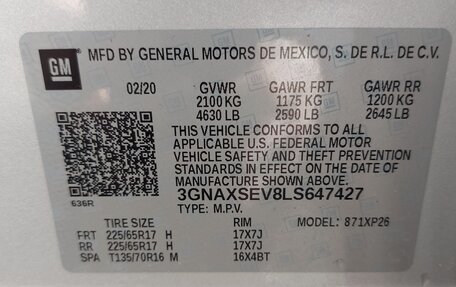 GM
MFD BY GENERAL MOTORS DE MEXICO, S. DE R.L. DE C.V.
02/20 GVWR GAWR FRT GAWR RR
2100 KG 1175 KG 1200 KG
4630 LB 2590 LB 2645 LB
THIS VEHICLE CONFORMS TO ALL
APPLICABLE U.S. FEDERAL MOTOR
VEHICLE SAFETY AND THEFT PREVENTION
STANDARDS IN EFFECT ON THE DATE
OF MANUFACTURE SHOWN ABOVE.
3GNAXSEV8LS647427
636R TYPE: M.P.V.
TIRE SIZE RIM MODEL: 871XP26
FRT 225/65R17 H 17X7J
RR 225/65R17 H 17X7J
SPA T135/70R16 M 16X4BT